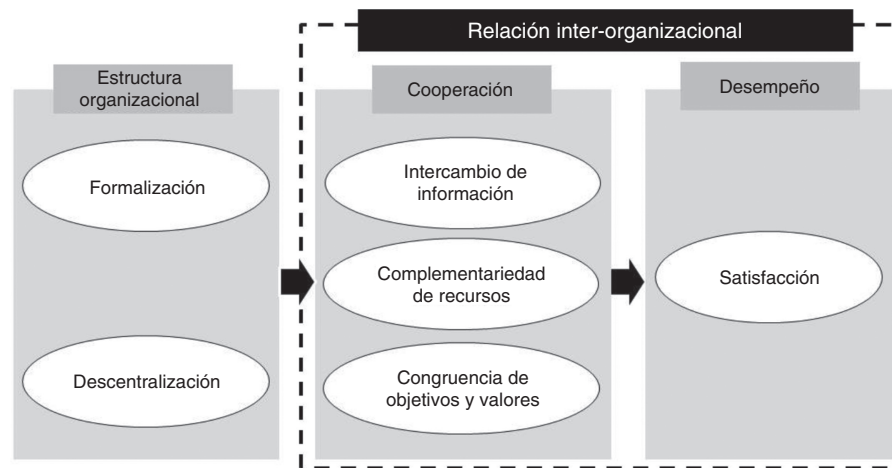 Relación inter-organizacional
Estructura
organizacional
Formalización
Descentralización
Cooperación
Intercambio de
información
Complementariedad
de recursos
Congruencia de
objetivos y valores
Desempeño
Satisfacción